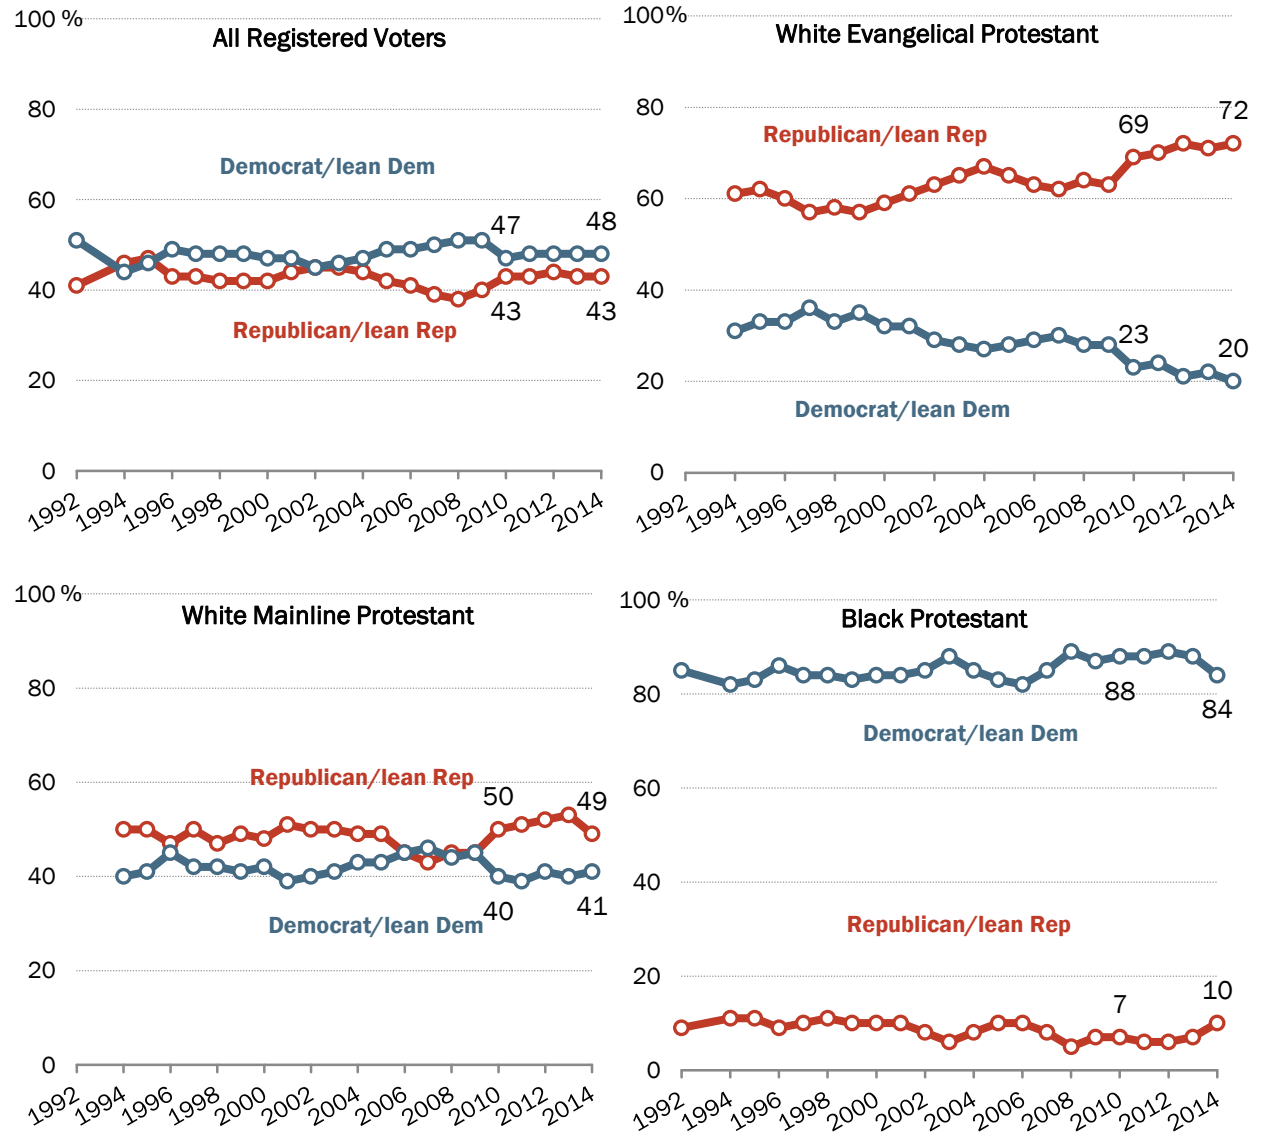 100 %
All Registered Voters
80
Democrat/lean Dem
60
47
48
40
43
43
Republican/lean Rep
20
0
1992 1994 1996 1998 2000 2002 2004 2006 2008 2010 2012 2014
100%
White Evangelical Protestant
80
72
69
Republican/lean Rep
60
40
23
20
20
Democrat/lean Dem
0
1992 1994 1996 1998 2000 2002 2004 2006 2008 2010 2012 2014
100 %
White Mainline Protestant
80
60
Republican/lean Rep
50
49
40
40
41
Democrat/lean Dem
20
0
1992 1994 1996 1998 2000 2002 2004 2006 2008 2010 2012 2014
100 %
Black Protestant
80
88
84
Democrat/lean Dem
60
40
Republican/lean Rep
20
7
10
0
1992 1994 1996 1998 2000 2002 2004 2006 2008 2010 2012 2014